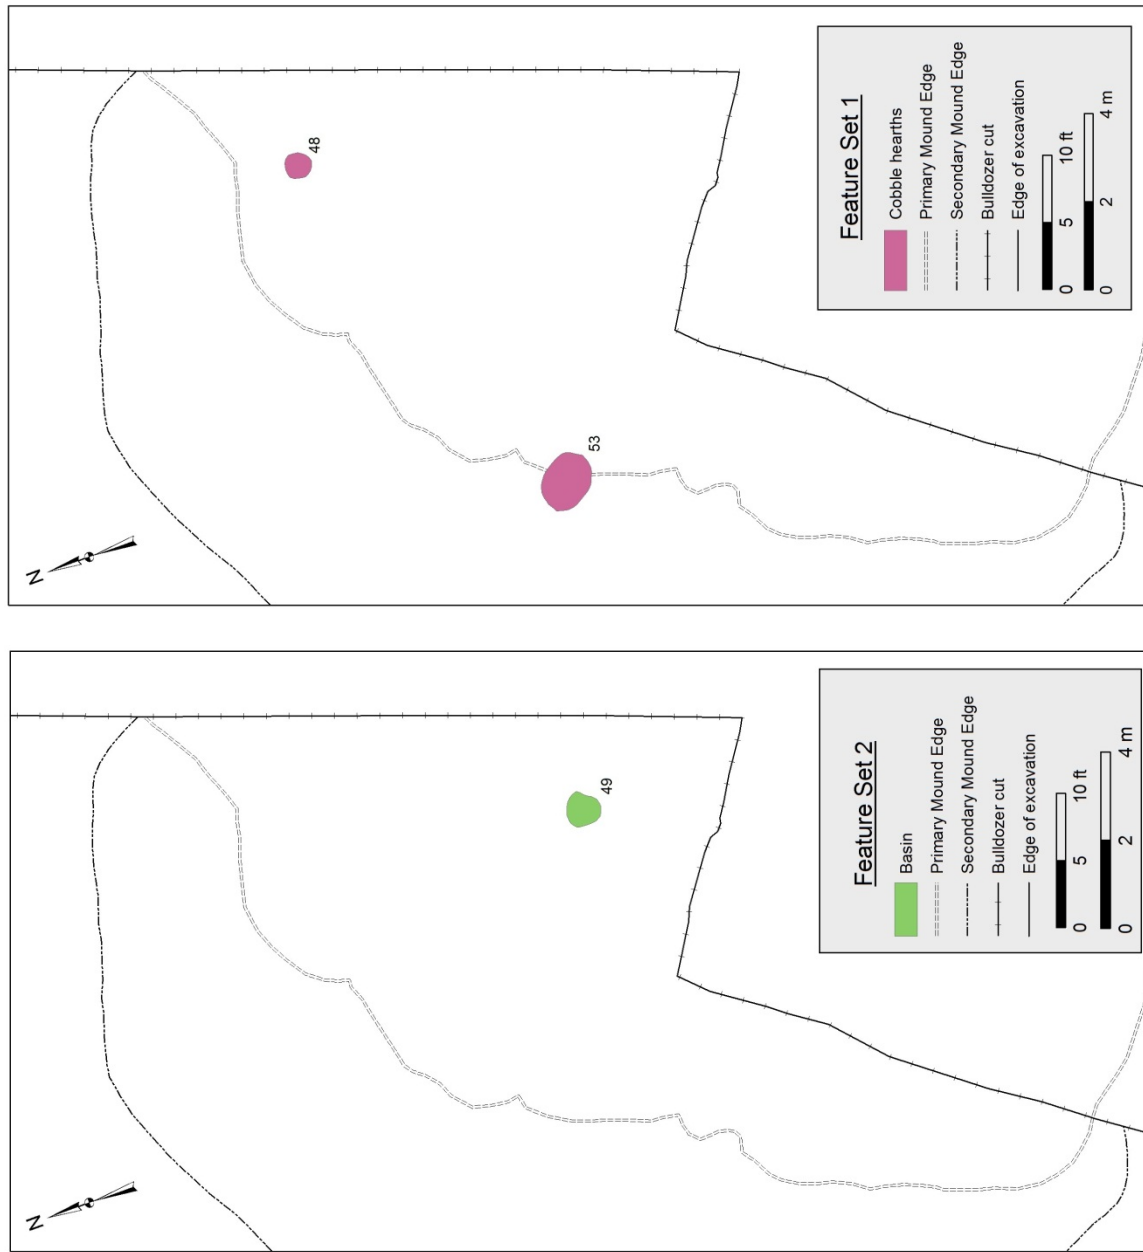 N
48
53
Feature Set 1
Cobble hearths
Primary Mound Edge
Secondary Mound Edge
Bulldozer cut
Edge of excavation
0 5 10 ft
0 2 4 m
N
49
Feature Set 2
Basin
Primary Mound Edge
Secondary Mound Edge
Bulldozer cut
Edge of excavation
0 5 10 ft
0 2 4 m